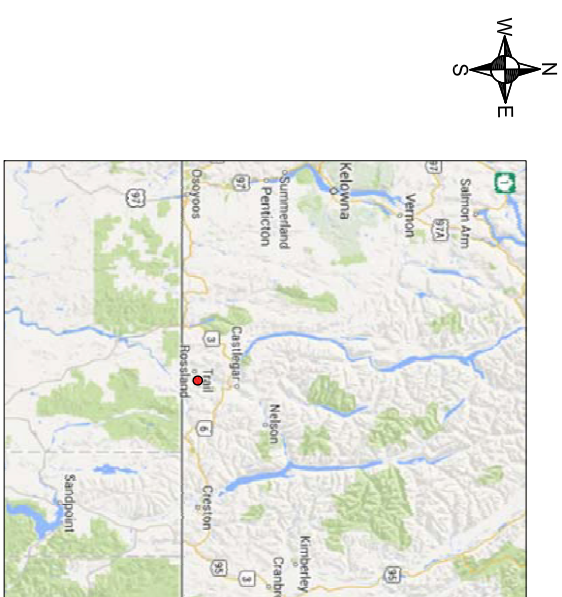 W
N
S
E
1
Salmon Arm
97
97A
Vernon
Kelowna
Summerland
Penticton
97
Osoyoos
97
Castlegar
3
Trail
Rossland
Nelson
6
Creston
Sandpoint
Kimberley
95
Cranbr
3
95